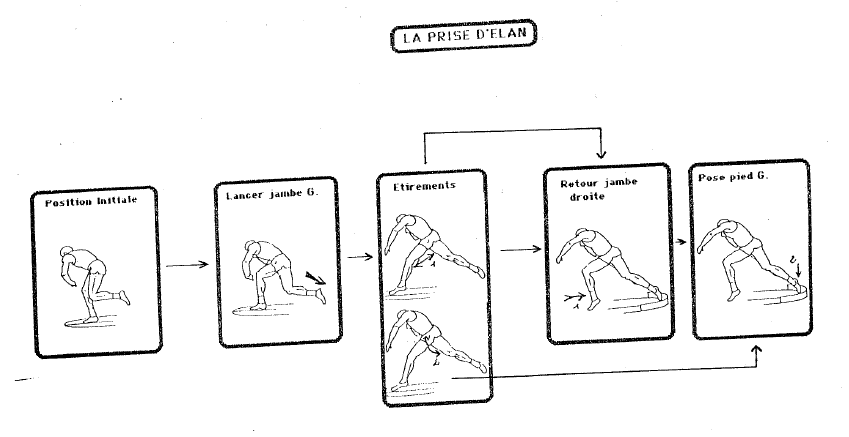 LA PRISE D'ELAN
Position Initiale
Lancer jambe G.
Etirements
Retour jambe
droite
Pose pied G.